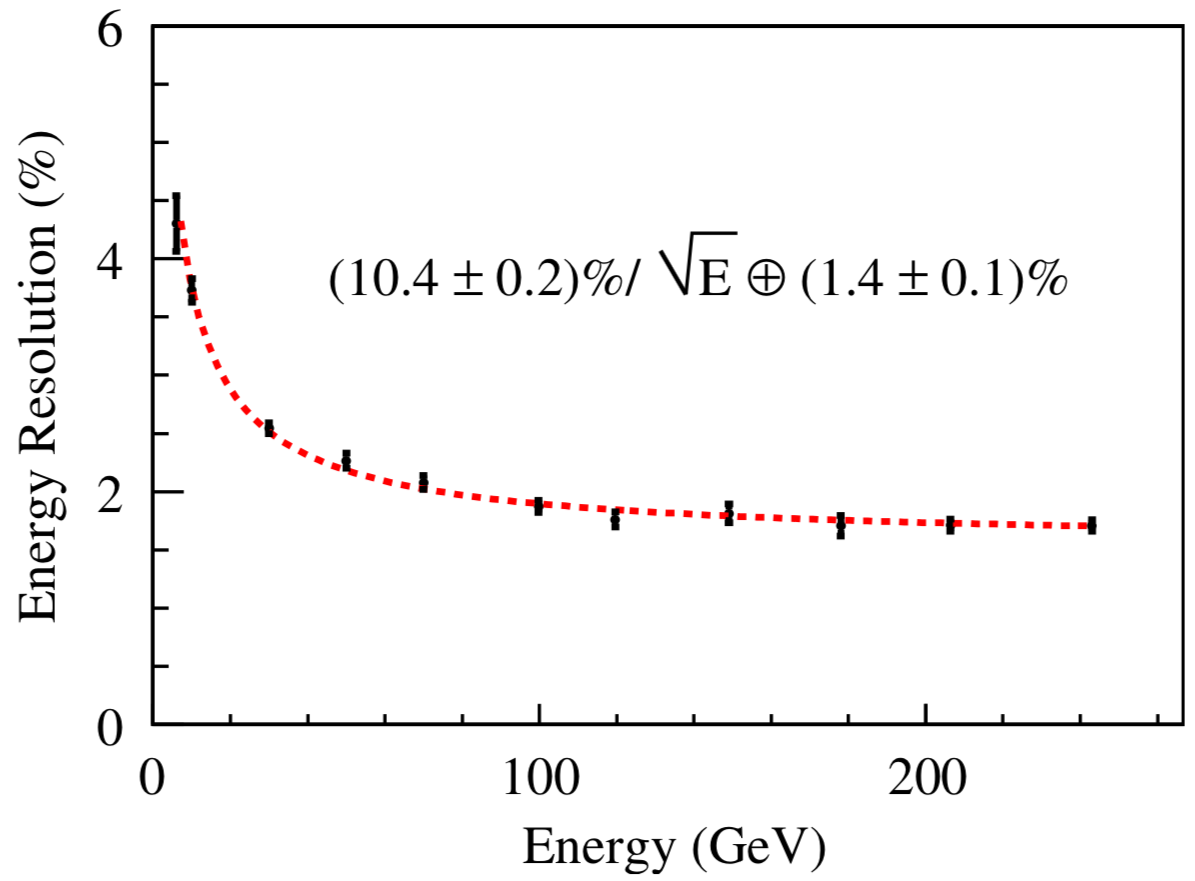 6
4
2
0
Energy Resolution (%)
(10.4 ± 0.2)%/ √E ⊕ (1.4 ± 0.1)%
0 100 200
Energy (GeV)